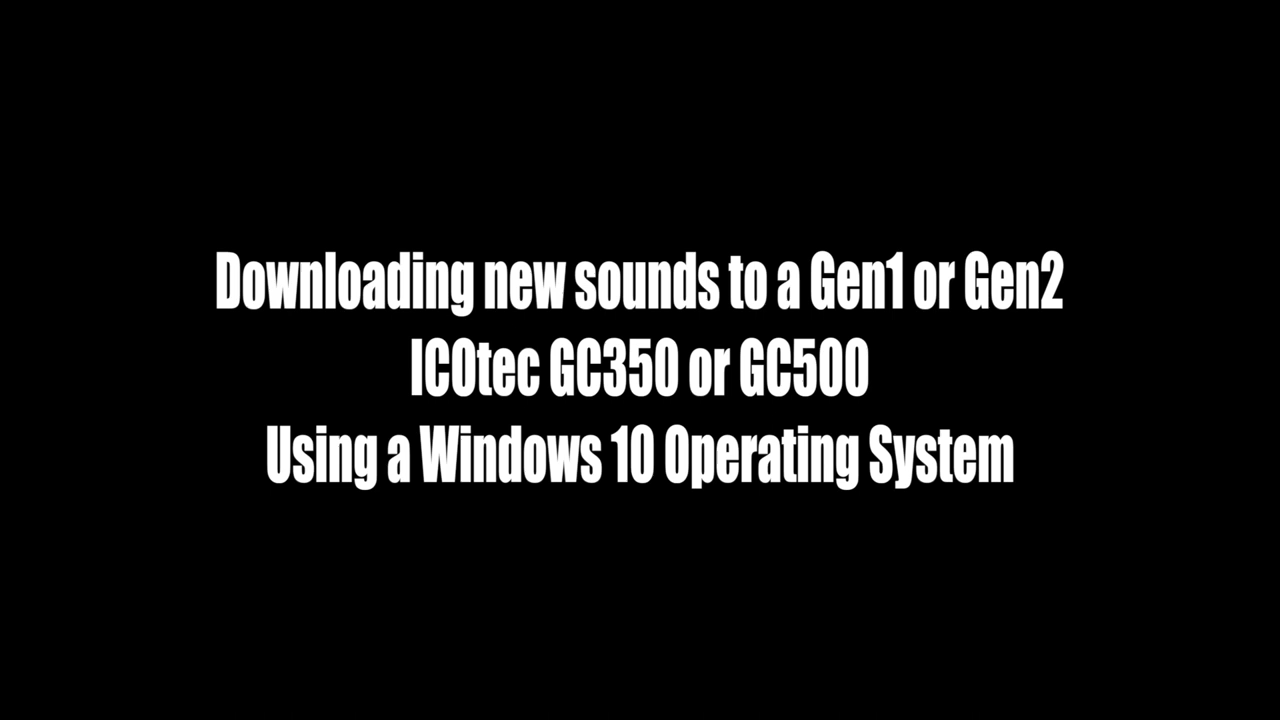 Downloading new sounds to a Gen1 or Gen2
ICOtec GC350 or GC500
Using a Windows 10 Operating System